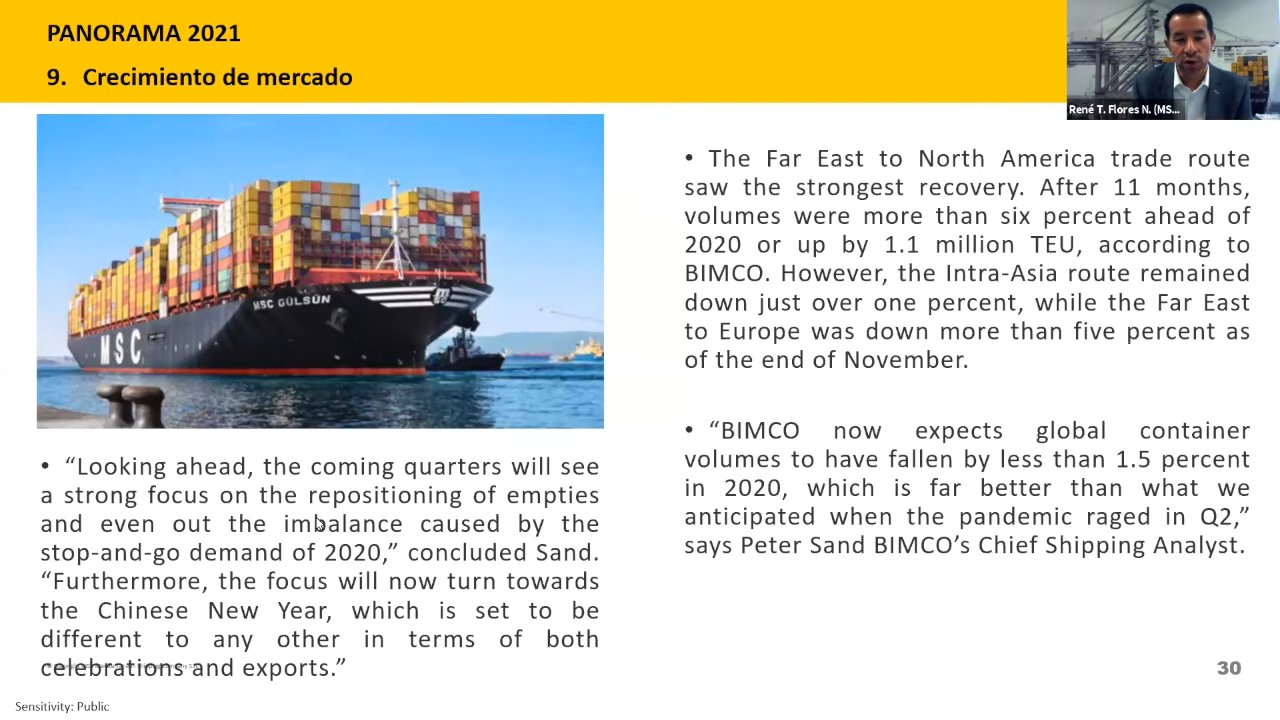 PANORAMA 2021
9. Crecimiento de mercado
René T. Flores N. (MS...
MSC GÜLSÜN
MSC
• “Looking ahead, the coming quarters will see
a strong focus on the repositioning of empties
and even out the imbalance caused by the
stop-and-go demand of 2020,” concluded Sand.
“Furthermore, the focus will now turn towards
the Chinese New Year, which is set to be
different to any other in terms of both
celebrations and exports.”
• The Far East to North America trade route
saw the strongest recovery. After 11 months,
volumes were more than six percent ahead of
2020 or up by 1.1 million TEU, according to
BIMCO. However, the Intra-Asia route remained
down just over one percent, while the Far East
to Europe was down more than five percent as
of the end of November.
• “BIMCO now expects global container
volumes to have fallen by less than 1.5 percent
in 2020, which is far better than what we
anticipated when the pandemic raged in Q2,”
says Peter Sand BIMCO’s Chief Shipping Analyst.
30
Sensitivity: Public